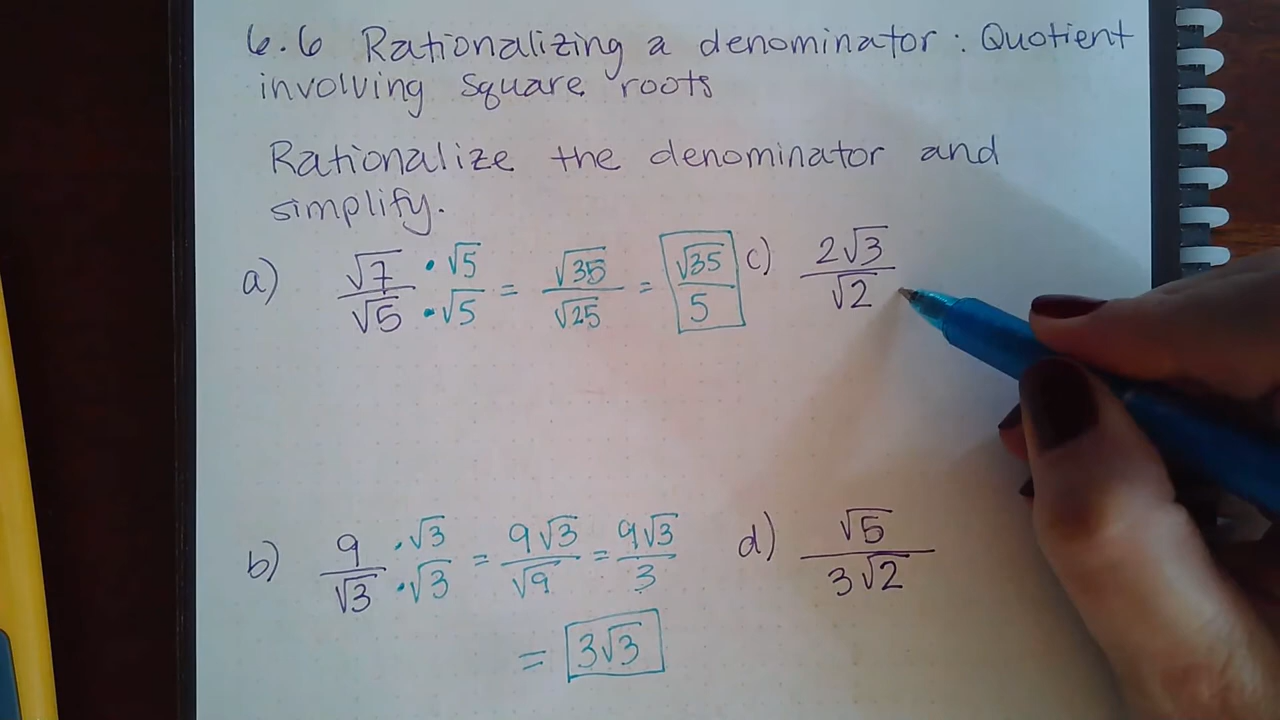 6.6 Rationalizing a denominator: Quotient
involving square roots
Rationalize the denominator and
simplify.
a) √7/√5 · √5/√5 = √35/√25 = √35/5
b) 9/√3 · √3/√3 = 9√3/√9 = 9√3/3
= 3√3
c) 2√3/√2
d) √5/3√2